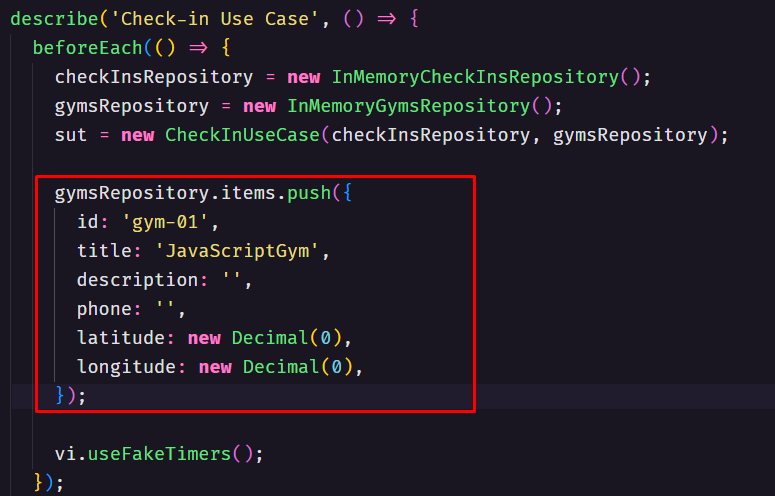 describe('Check-in Use Case', () => {
beforeEach(() => {
checkInsRepository = new InMemoryCheckInsRepository();
gymsRepository = new InMemoryGymsRepository();
sut = new CheckInUseCase(checkInsRepository, gymsRepository);
gymsRepository.items.push({
id: 'gym-01',
title: 'JavaScriptGym',
description: '',
phone: '',
latitude: new Decimal(0),
longitude: new Decimal(0),
});
vi.useFakeTimers();
});